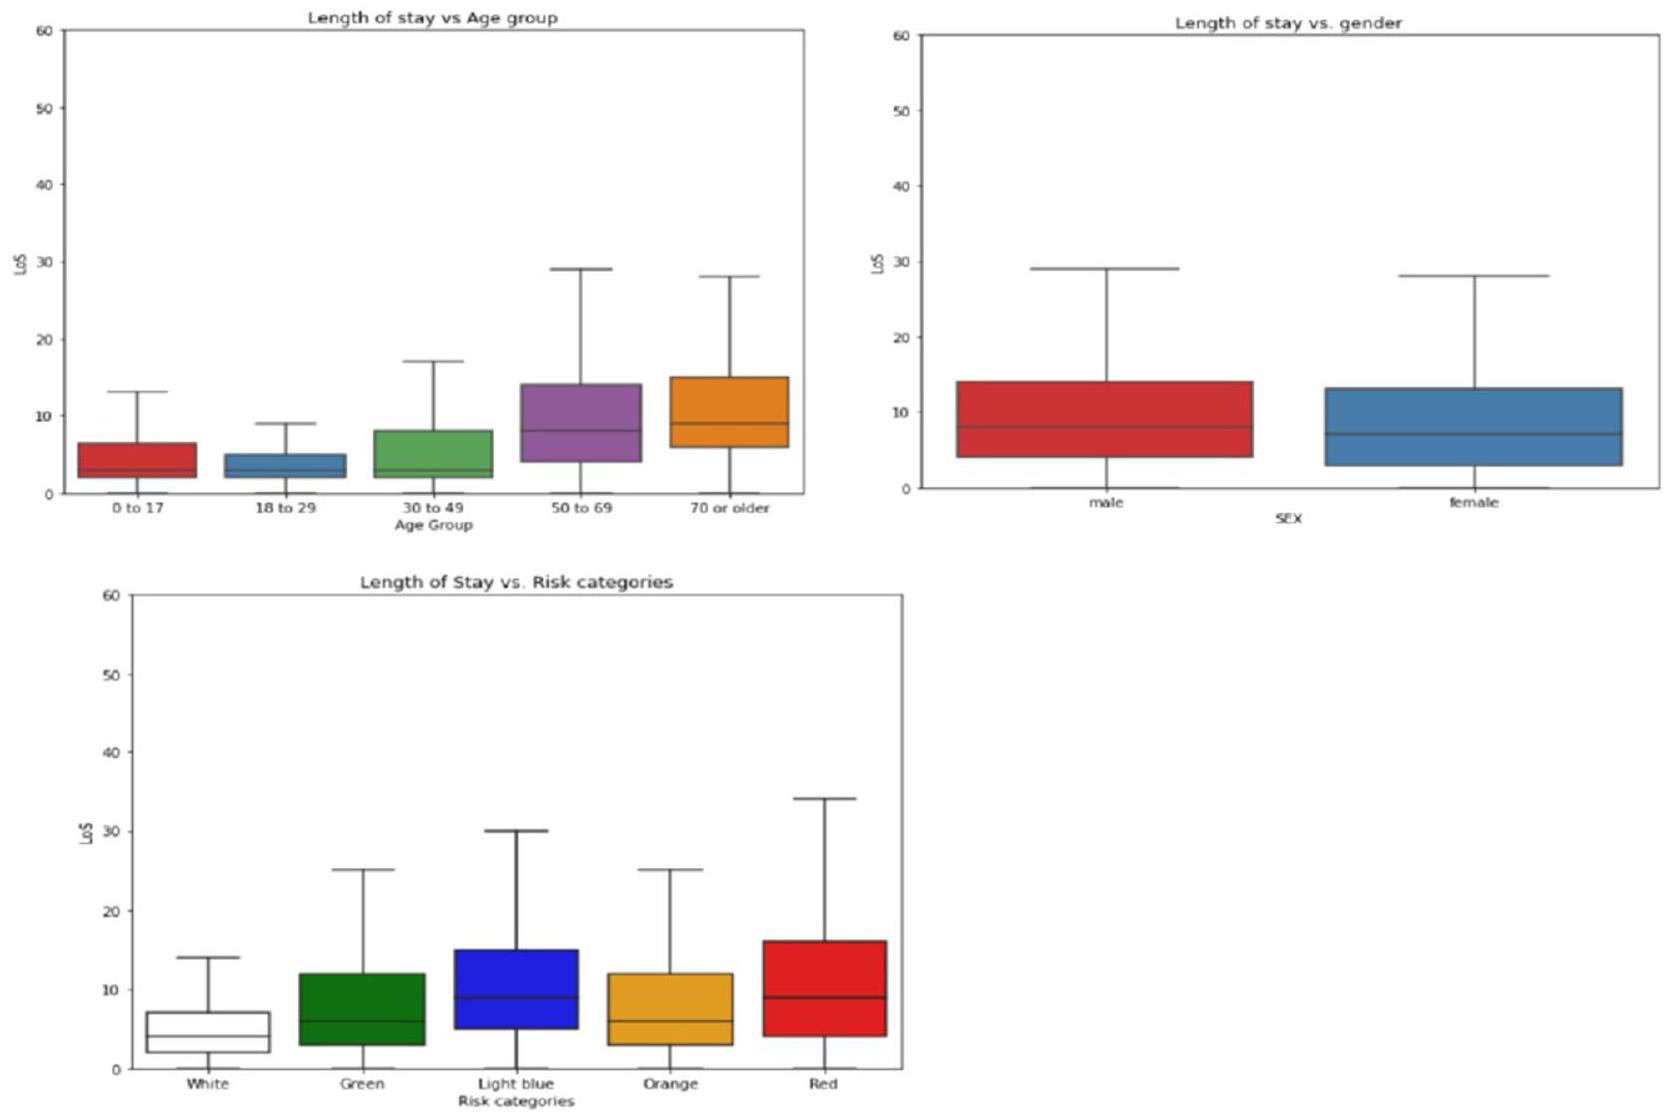 Length of stay vs Age group
60
50
40
30
20
10
0
LoS
0 to 17 18 to 29 30 to 49 50 to 69 70 or older
Age Group
Length of stay vs. gender
60
50
40
30
20
10
0
LoS
male female
SEX
Length of Stay vs. Risk categories
60
50
40
30
20
10
0
LoS
White Green Light blue Orange Red
Risk categories